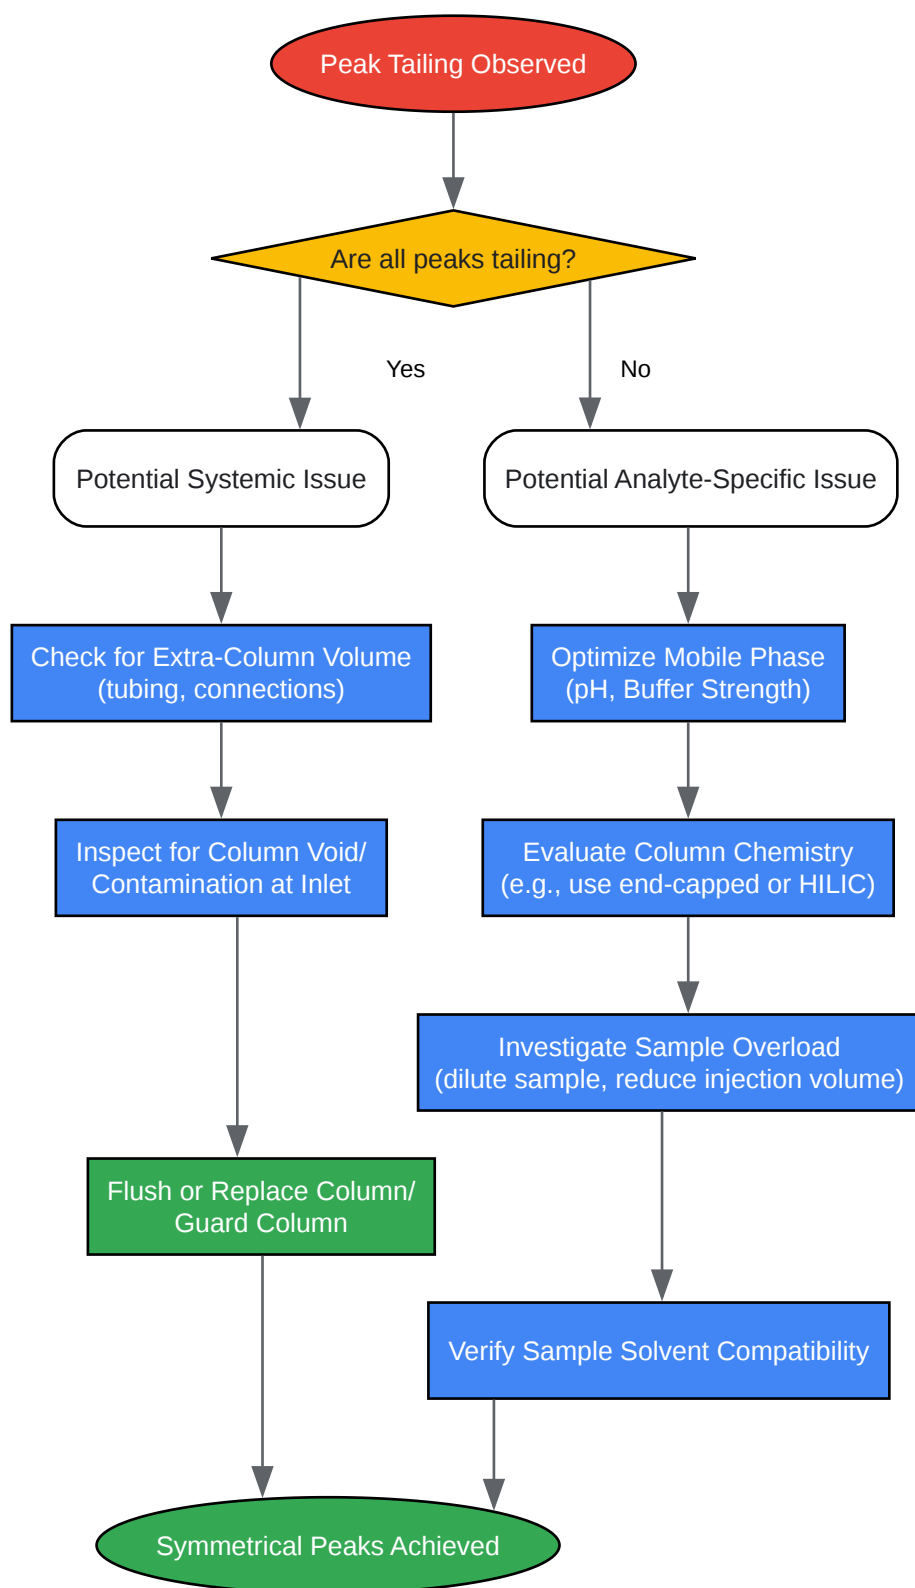 Peak Tailing Observed
Are all peaks tailing?
Yes
No
Potential Systemic Issue
Potential Analyte-Specific Issue
Check for Extra-Column Volume
(tubing, connections)
Optimize Mobile Phase
(pH, Buffer Strength)
Inspect for Column Void/
Contamination at Inlet
Evaluate Column Chemistry
(e.g., use end-capped or HILIC)
Investigate Sample Overload
(dilute sample, reduce injection volume)
Flush or Replace Column/
Guard Column
Verify Sample Solvent Compatibility
Symmetrical Peaks Achieved